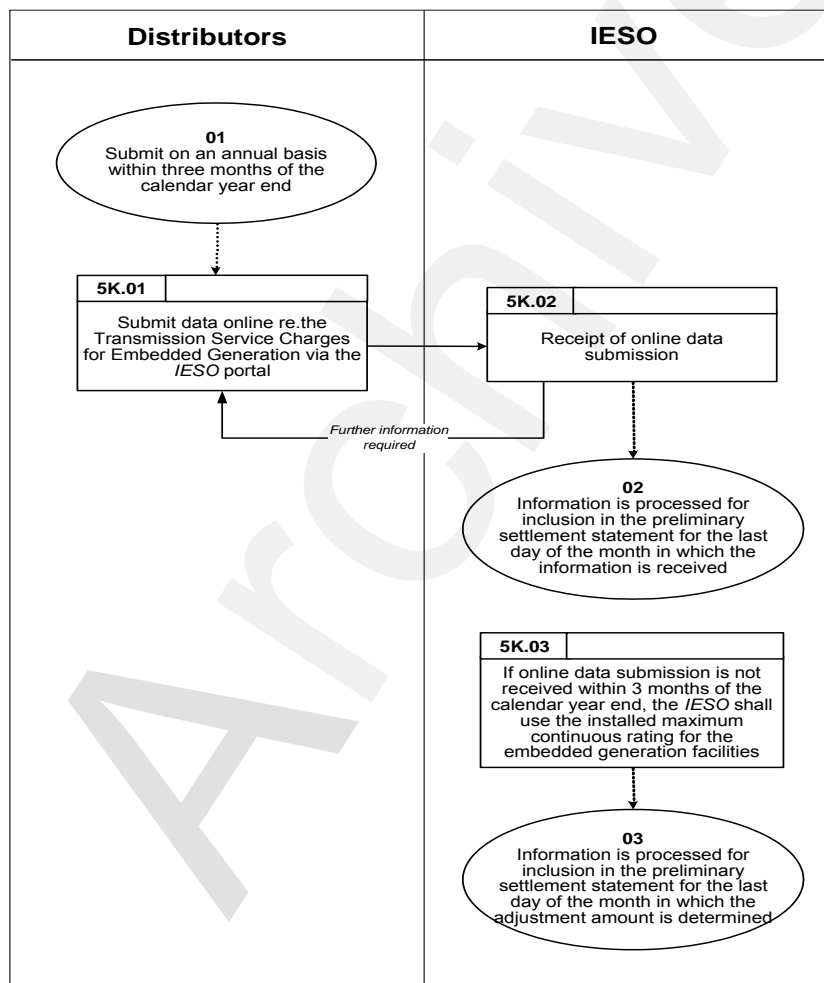 Distributors
IESO
01
Submit on an annual basis
within three months of the
calendar year end
5K.01
Submit data online re.the
Transmission Service Charges
for Embedded Generation via the
IESO portal
5K.02
Receipt of online data
submission
Further information
required
02
Information is processed for
inclusion in the preliminary
settlement statement for the last
day of the month in which the
information is received
5K.03
If online data submission is not
received within 3 months of the
calendar year end, the IESO shall
use the installed maximum
continuous rating for the
embedded generation facilities
03
Information is processed for
inclusion in the preliminary
settlement statement for the last
day of the month in which the
adjustment amount is determined
Archive